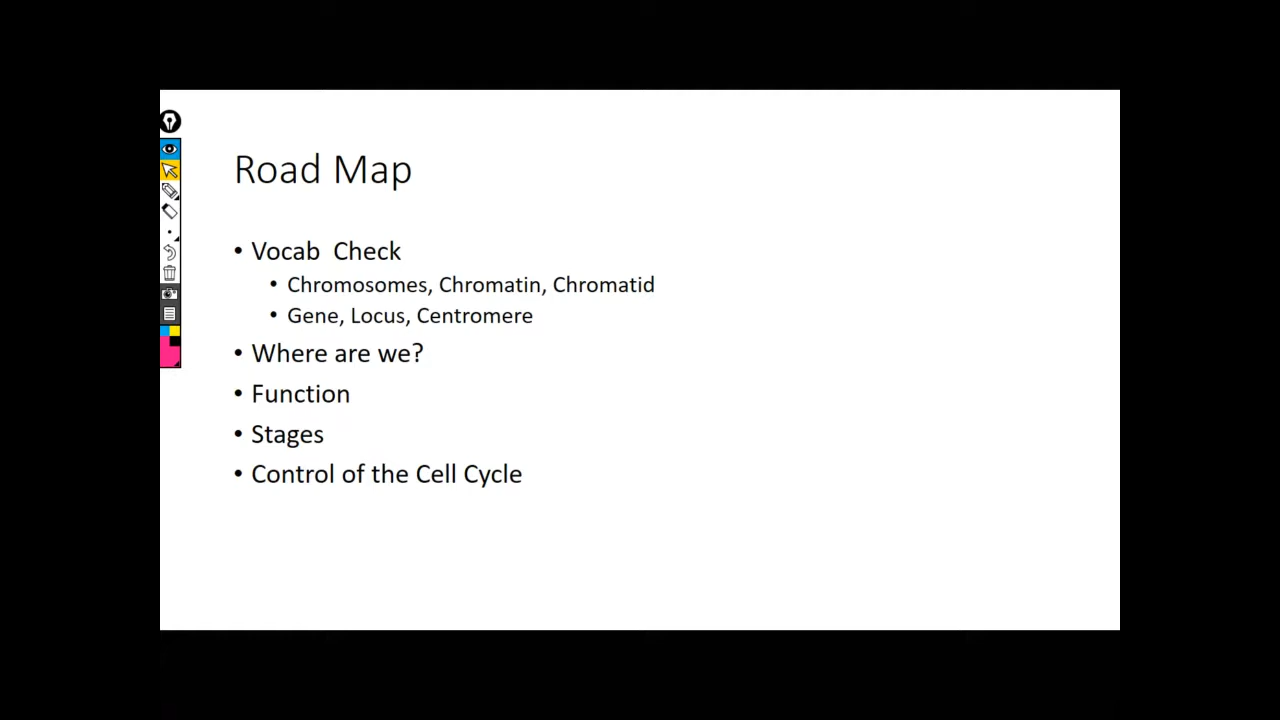 Road Map
• Vocab  Check
• Chromosomes, Chromatin, Chromatid
• Gene, Locus, Centromere
• Where are we?
• Function
• Stages
• Control of the Cell Cycle